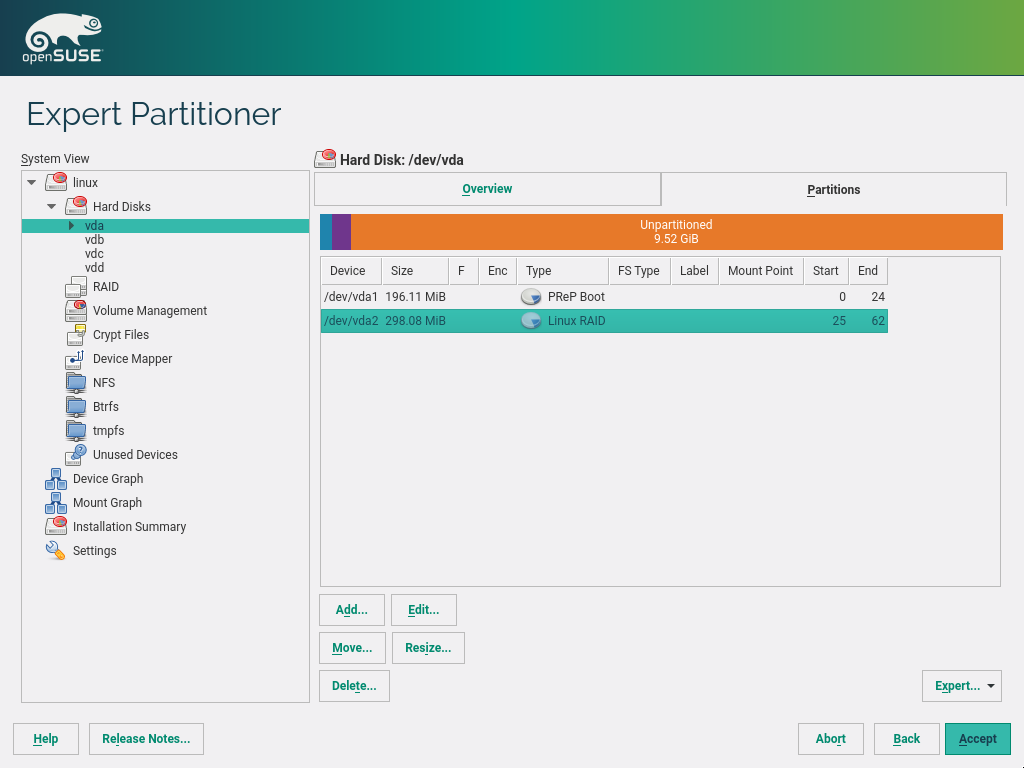 openSUSE
Expert Partitioner
System View
linux
Hard Disks
vda
vdb
vdc
vdd
RAID
Volume Management
Crypt Files
Device Mapper
NFS
Btrfs
tmpfs
Unused Devices
Device Graph
Mount Graph
Installation Summary
Settings
Hard Disk: /dev/vda
Overview Partitions
Unpartitioned
9.52 GiB
Device Size F Enc Type FS Type Label Mount Point Start End
/dev/vda1 196.11 MiB PReP Boot 0 24
/dev/vda2 298.08 MiB Linux RAID 25 62
Add... Edit...
Move... Resize...
Delete... Expert...
Help Release Notes... Abort Back Accept